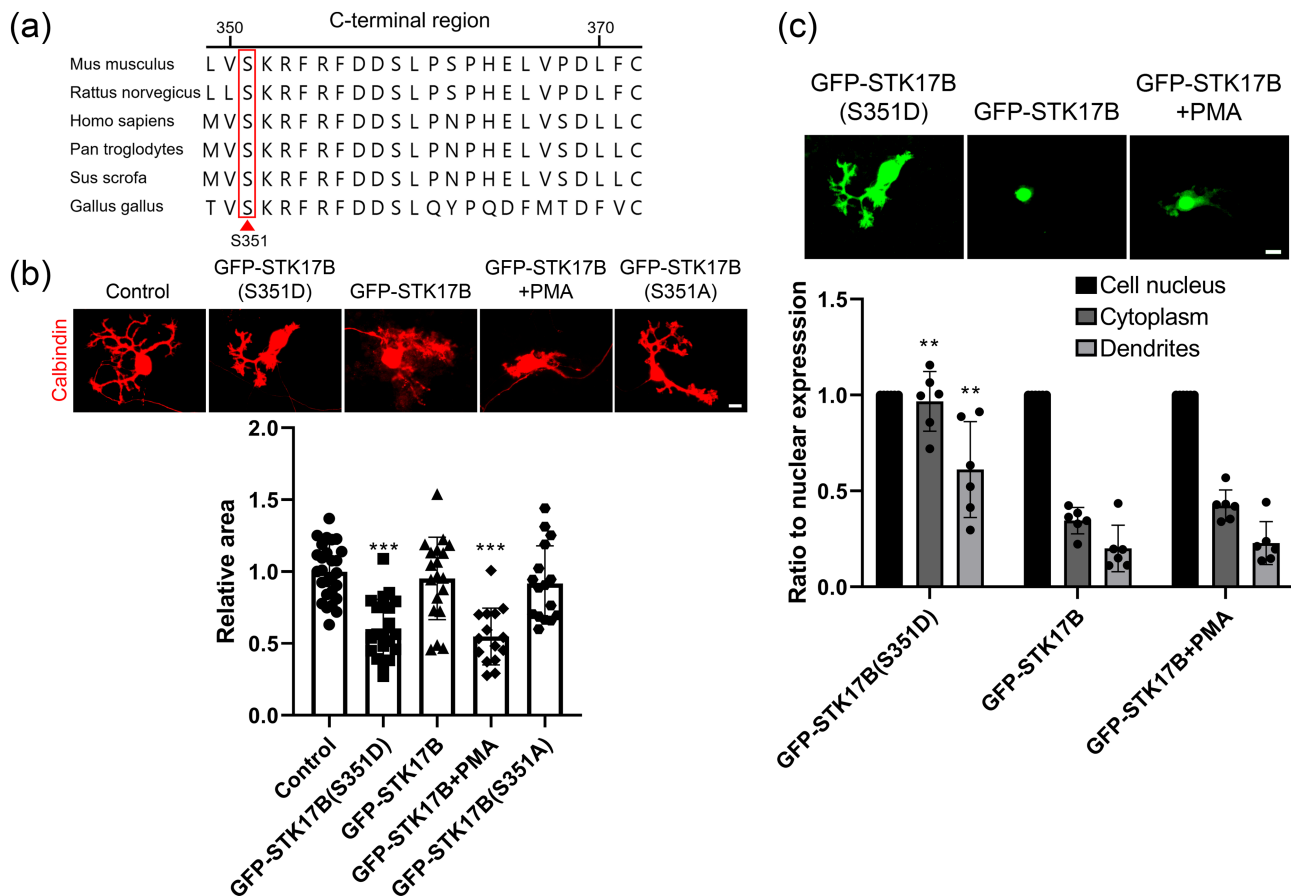 (a)
C-terminal region
350
370
Mus musculus L V S K R F R F D D S L P S P H E L V P D L F C
Rattus norvegicus L L S K R F R F D D S L P S P H E L V P D L F C
Homo sapiens M V S K R F R F D D S L P N P H E L V S D L L C
Pan troglodytes M V S K R F R F D D S L P N P H E L V S D L L C
Sus scrofa M V S K R F R F D D S L P N P H E L V S D L L C
Gallus gallus T V S K R F R F D D S L Q Y P Q D F M T D F V C
S351
(b)
Control
GFP-STK17B
(S351D)
GFP-STK17B
GFP-STK17B
+PMA
GFP-STK17B
(S351A)
Calbindin
Relative area
2.0
1.5
1.0
0.5
0.0
***
***
Control
GFP-STK17B(S351D)
GFP-STK17B
GFP-STK17B+PMA
GFP-STK17B(S351A)
(c)
GFP-STK17B
(S351D)
GFP-STK17B
GFP-STK17B
+PMA
Cell nucleus
Cytoplasm
Dendrites
Ratio to nuclear expresssion
1.5
1.0
0.5
0.0
**
**
GFP-STK17B(S351D)
GFP-STK17B
GFP-STK17B+PMA